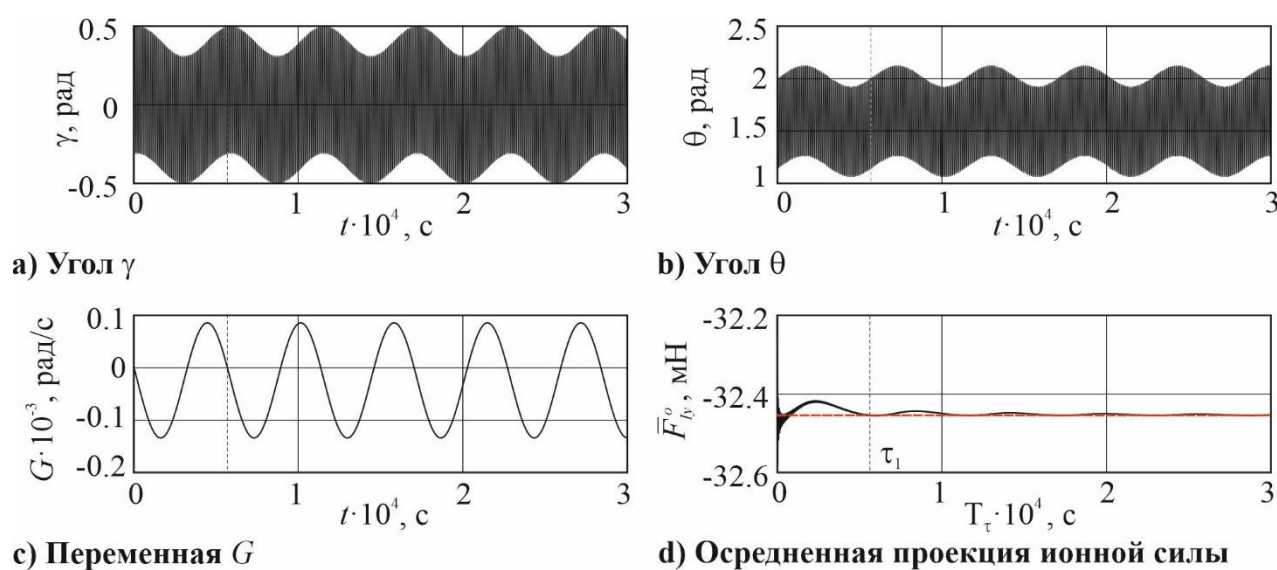 0.5
0
-0.5
γ, рад
0 1 2 3
t·10⁴, с
a) Угол γ
2.5
2
1.5
1
θ, рад
0 1 2 3
t·10⁴, с
b) Угол θ
0.1
0
-0.1
-0.2
G·10⁻³, рад/с
0 1 2 3
t·10⁴, с
c) Переменная G
-32.2
-32.4
-32.6
F̄ᵒ_Iy, мН
τ₁
0 1 2 3
Tτ·10⁴, с
d) Осредненная проекция ионной силы